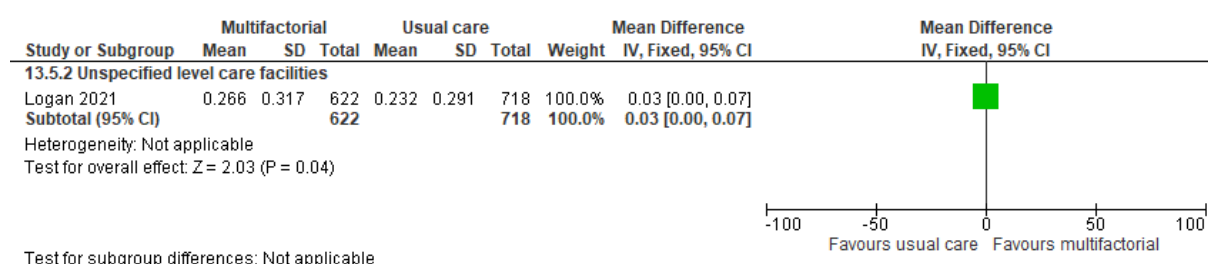 Multifactorial Usual care Mean Difference Mean Difference
Study or Subgroup Mean SD Total Mean SD Total Weight IV, Fixed, 95% CI IV, Fixed, 95% CI
13.5.2 Unspecified level care facilities
Logan 2021 0.266 0.317 622 0.232 0.291 718 100.0% 0.03 [0.00, 0.07]
Subtotal (95% CI) 622 718 100.0% 0.03 [0.00, 0.07]
Heterogeneity: Not applicable
Test for overall effect: Z = 2.03 (P = 0.04)
-100 -50 0 50 100
Favours usual care Favours multifactorial
Test for subgroup differences: Not applicable